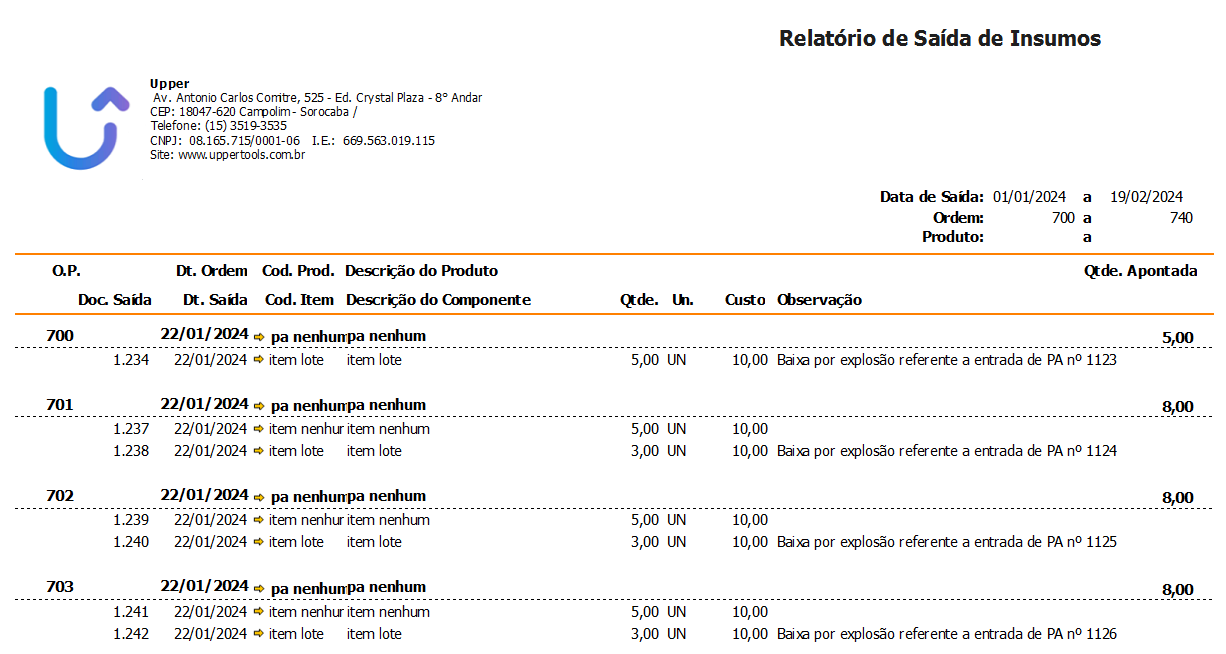 Relatório de Saída de Insumos
Upper
Av. Antonio Carlos Comitre, 525 - Ed. Crystal Plaza - 8° Andar
CEP: 18047-620 Campolim - Sorocaba /
Telefone: (15) 3519-3535
CNPJ: 08.165.715/0001-06 I.E.: 669.563.019.115
Site: www.uppertools.com.br
Data de Saída: 01/01/2024 a 19/02/2024
Ordem: 700 a 740
Produto: a
O.P. Dt. Ordem Cod. Prod. Descrição do Produto Qtde. Apontada
Doc. Saída Dt. Saída Cod. Item Descrição do Componente Qtde. Un. Custo Observação
700 22/01/2024 pa nenhum pa nenhum 5,00
1.234 22/01/2024 item lote item lote 5,00 UN 10,00 Baixa por explosão referente a entrada de PA nº 1123
701 22/01/2024 pa nenhum pa nenhum 8,00
1.237 22/01/2024 item nenhur item nenhum 5,00 UN 10,00
1.238 22/01/2024 item lote item lote 3,00 UN 10,00 Baixa por explosão referente a entrada de PA nº 1124
702 22/01/2024 pa nenhum pa nenhum 8,00
1.239 22/01/2024 item nenhur item nenhum 5,00 UN 10,00
1.240 22/01/2024 item lote item lote 3,00 UN 10,00 Baixa por explosão referente a entrada de PA nº 1125
703 22/01/2024 pa nenhum pa nenhum 8,00
1.241 22/01/2024 item nenhur item nenhum 5,00 UN 10,00
1.242 22/01/2024 item lote item lote 3,00 UN 10,00 Baixa por explosão referente a entrada de PA nº 1126